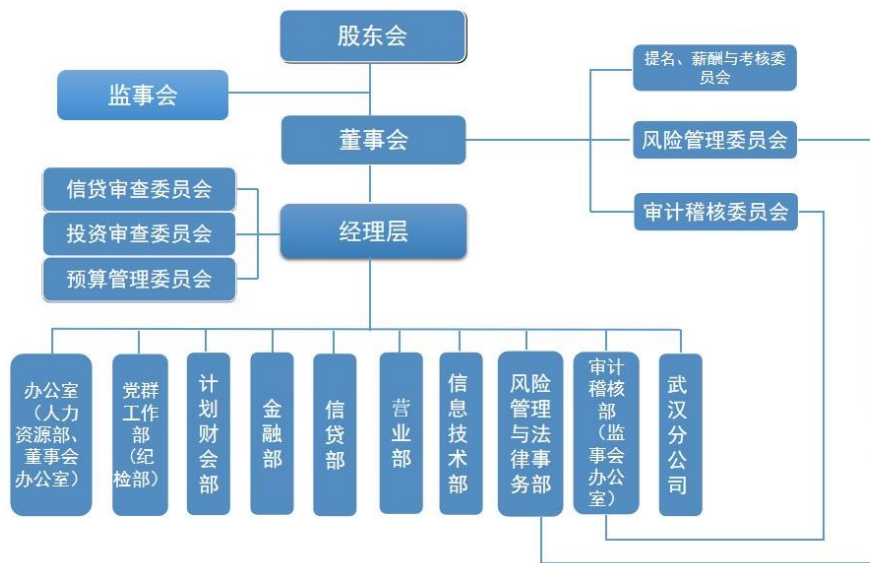 股东会
监事会
提名、薪酬与考核委
员会
董事会
风险管理委员会
信贷审查委员会
审计稽核委员会
投资审查委员会
经理层
预算管理委员会
办公室
（人力
资源部、
董事会
办公室）
党群
工作
部
（纪
检部）
计
划
财
会
部
金
融
部
信
贷
部
营
业
部
信
息
技
术
部
风险
管理
与法
律事
务部
审计
稽核
部
（监
事会
办公
室）
武
汉
分
公
司